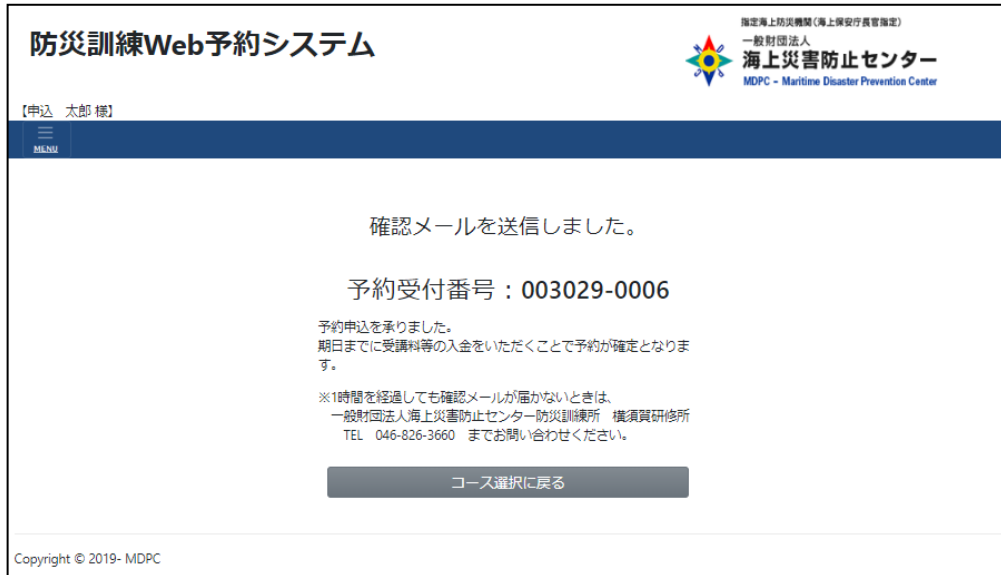 防災訓練Web予約システム
指定海上防災機関(海上保安庁長官指定)
一般財団法人
海上災害防止センター
MDPC - Maritime Disaster Prevention Center
【申込　太郎 様】
MENU
確認メールを送信しました。
予約受付番号：003029-0006
予約申込を承りました。
期日までに受講料等の入金をいただくことで予約が確定となりま
す。
※1時間を経過しても確認メールが届かないときは、
一般財団法人海上災害防止センター防災訓練所　横須賀研修所
TEL　046-826-3660　までお問い合わせください。
コース選択に戻る
Copyright © 2019- MDPC